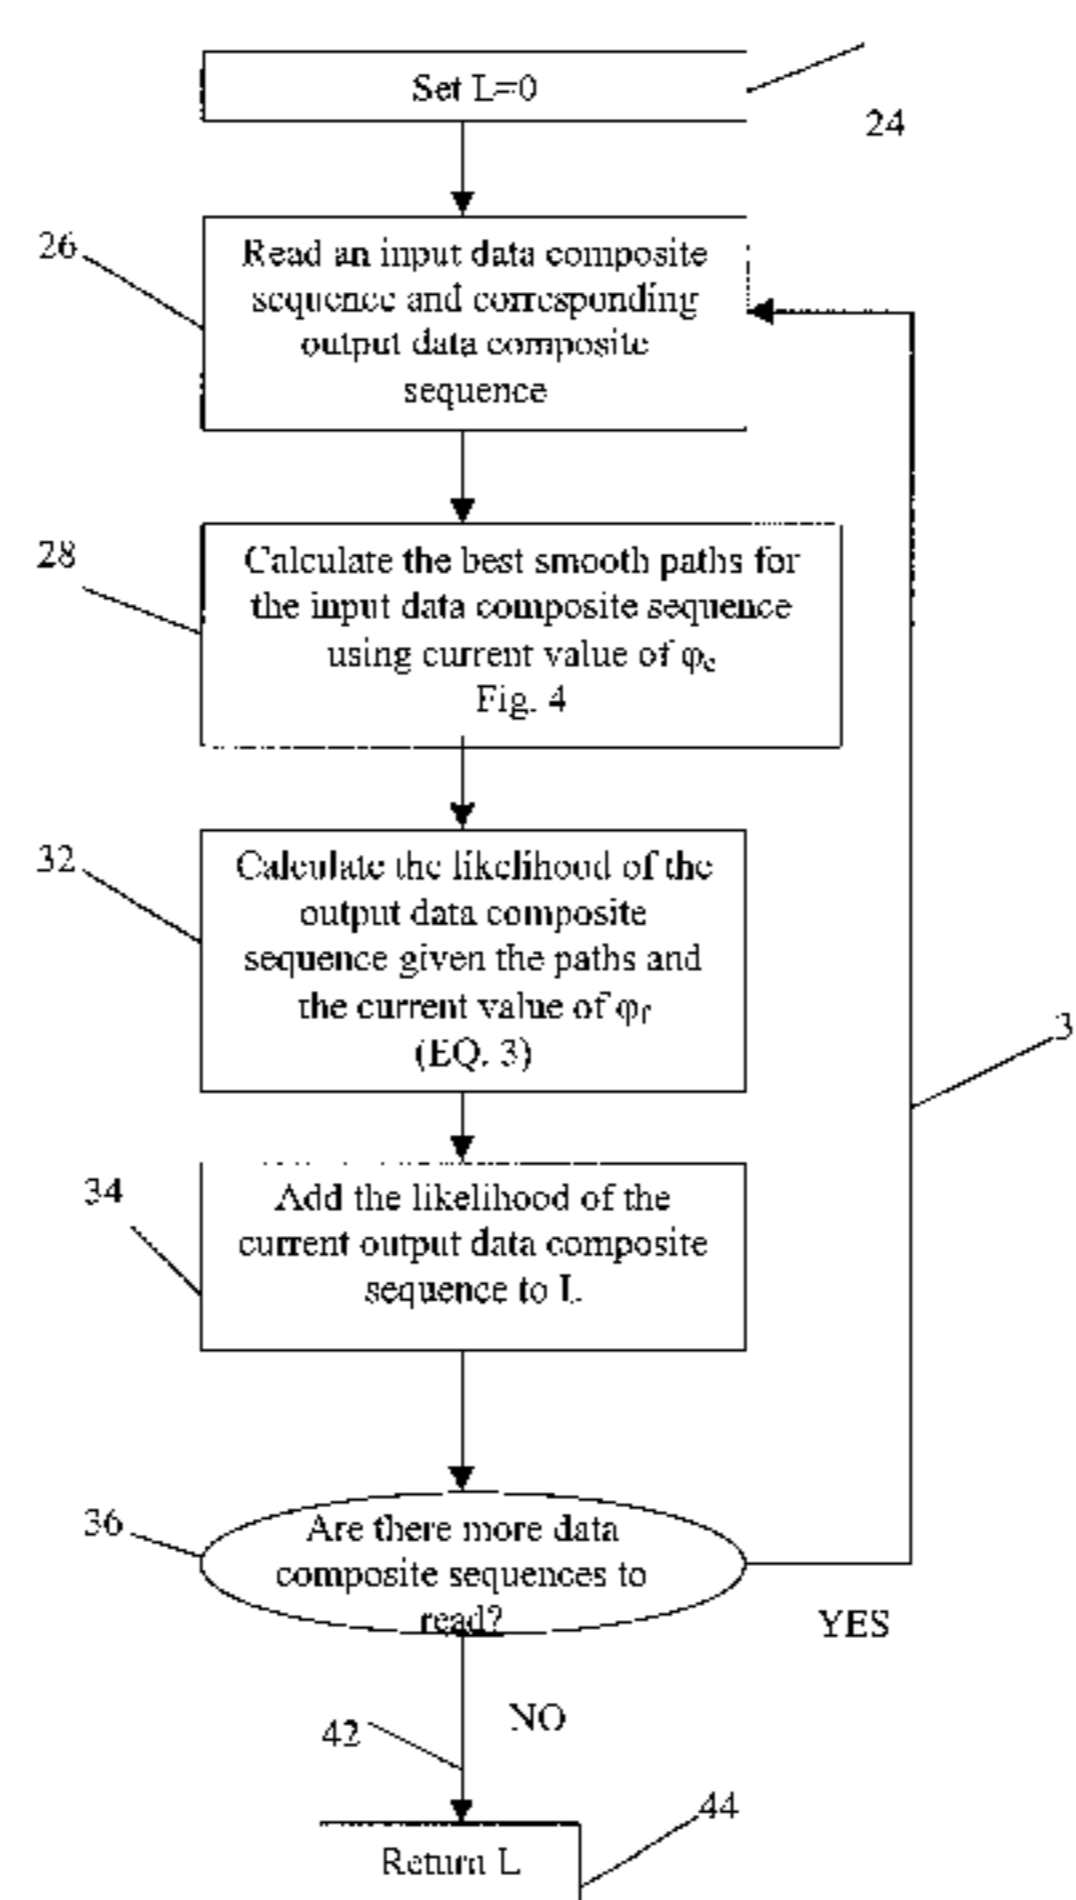 Set L=0
24
26
Read an input data composite
sequence and corresponding
output data composite
sequence
28
Calculate the best smooth paths for
the input data composite sequence
using current value of φc
Fig. 4
32
Calculate the likelihood of the
output data composite
sequence given the paths and
the current value of φf
(EQ. 3)
3
34
Add the likelihood of the
current output data composite
sequence to L
36
Are there more data
composite sequences to
read?
YES
NO
42
44
Return L